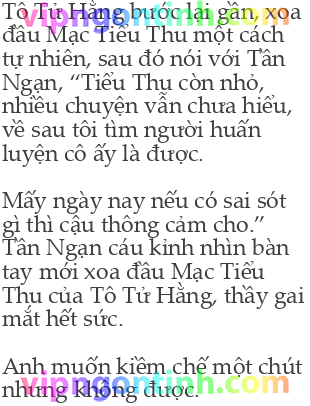 Tô Tử Hằng bước lại gần, xoa
đầu Mạc Tiểu Thu một cách
tự nhiên, sau đó nói với Tần
Ngạn, “Tiểu Thu còn nhỏ,
nhiều chuyện vẫn chưa hiểu,
về sau tôi tìm người huấn
luyện cô ấy là được.
Mấy ngày nay nếu có sai sót
gì thì cậu thông cảm cho.”
Tần Ngạn cáu kỉnh nhìn bàn
tay mới xoa đầu Mạc Tiểu
Thu của Tô Tử Hằng, thầy gai
mắt hết sức.
Anh muốn kiềm chế một chút
nhưng không được.
vipngontinh.com
vipngontinh.com